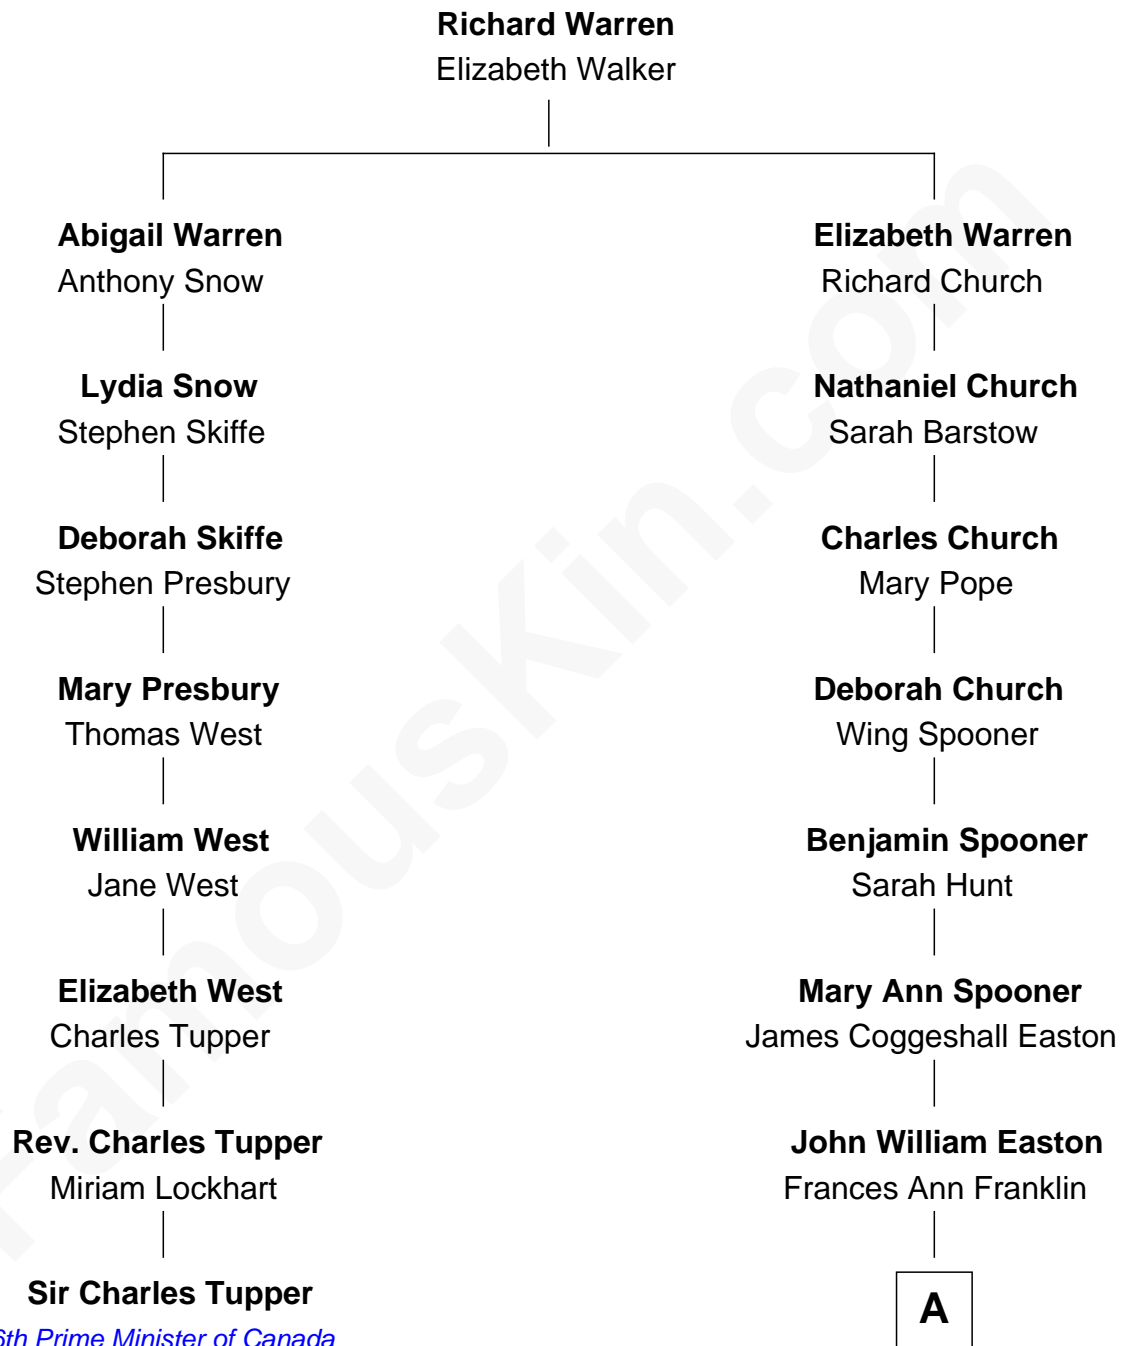 Richard Warren
Elizabeth Walker
Abigail Warren
Anthony Snow
Elizabeth Warren
Richard Church
Lydia Snow
Stephen Skiffe
Nathaniel Church
Sarah Barstow
Deborah Skiffe
Stephen Presbury
Charles Church
Mary Pope
Mary Presbury
Thomas West
Deborah Church
Wing Spooner
William West
Jane West
Benjamin Spooner
Sarah Hunt
Elizabeth West
Charles Tupper
Mary Ann Spooner
James Coggeshall Easton
Rev. Charles Tupper
Miriam Lockhart
John William Easton
Frances Ann Franklin
Sir Charles Tupper
6th Prime Minister of Canada
A
FamousKin.com